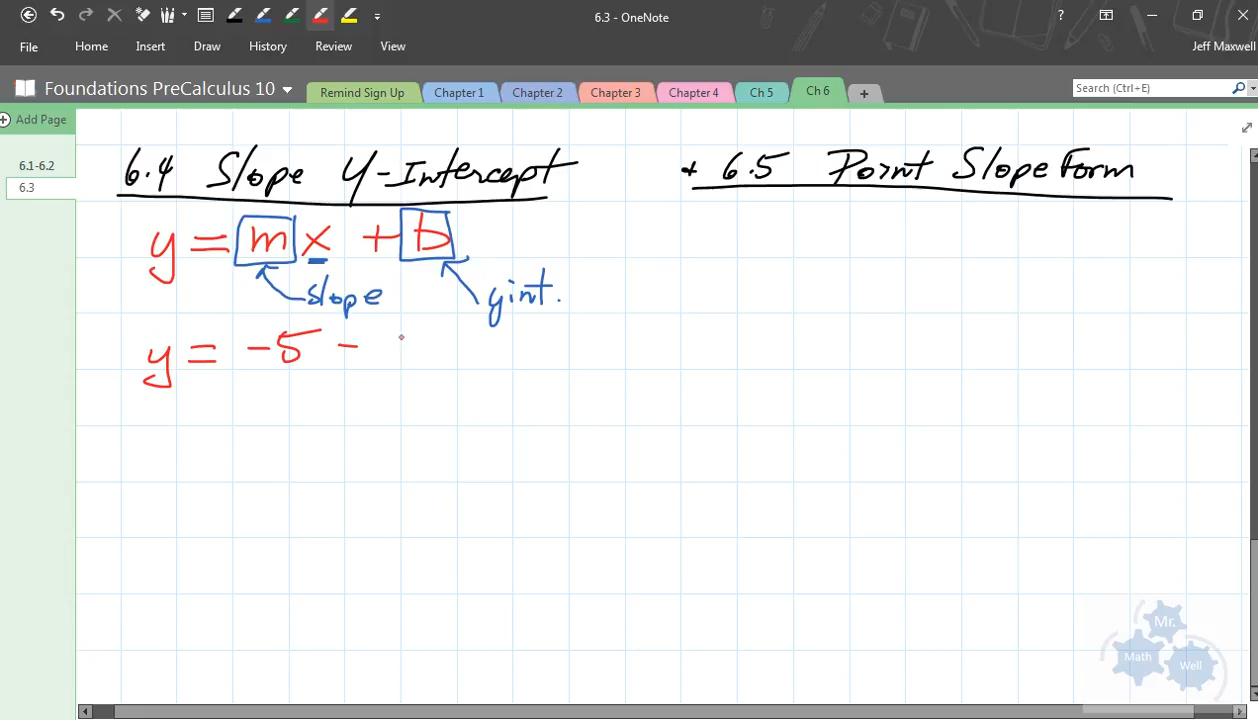 6.3 - OneNote
?
File
Home
Insert
Draw
History
Review
View
Jeff Maxwell
Foundations PreCalculus 10
Remind Sign Up
Chapter 1
Chapter 2
Chapter 3
Chapter 4
Ch 5
Ch 6
+
Search (Ctrl+E)
Add Page
6.1-6.2
6.3
6.4 Slope Y-Intercept
+ 6.5 Point Slope Form
y = mx + b
slope
yint.
y = -5 -
Mr.
Math
Well